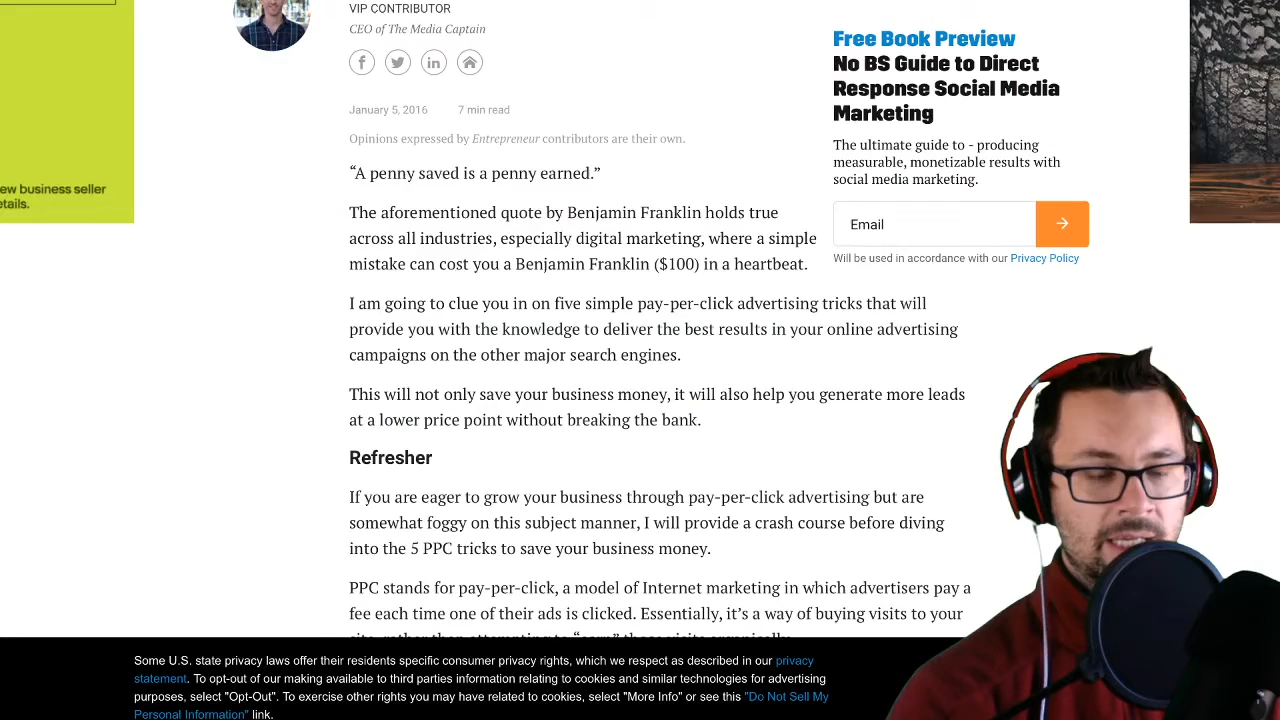 VIP CONTRIBUTOR
CEO of The Media Captain
January 5, 2016 7 min read
Opinions expressed by Entrepreneur contributors are their own.
“A penny saved is a penny earned.”
The aforementioned quote by Benjamin Franklin holds true
across all industries, especially digital marketing, where a simple
mistake can cost you a Benjamin Franklin ($100) in a heartbeat.
I am going to clue you in on five simple pay-per-click advertising tricks that will
provide you with the knowledge to deliver the best results in your online advertising
campaigns on the other major search engines.
This will not only save your business money, it will also help you generate more leads
at a lower price point without breaking the bank.
Refresher
If you are eager to grow your business through pay-per-click advertising but are
somewhat foggy on this subject manner, I will provide a crash course before diving
into the 5 PPC tricks to save your business money.
PPC stands for pay-per-click, a model of Internet marketing in which advertisers pay a
fee each time one of their ads is clicked. Essentially, it’s a way of buying visits to your
site, rather than attempting to “earn” those visits organically.
Free Book Preview
No BS Guide to Direct
Response Social Media
Marketing
The ultimate guide to - producing
measurable, monetizable results with
social media marketing.
Email
Will be used in accordance with our Privacy Policy
ew business seller
etails.
Some U.S. state privacy laws offer their residents specific consumer privacy rights, which we respect as described in our privacy
statement. To opt-out of our making available to third parties information relating to cookies and similar technologies for advertising
purposes, select "Opt-Out". To exercise other rights you may have related to cookies, select "More Info" or see this "Do Not Sell My
Personal Information" link.